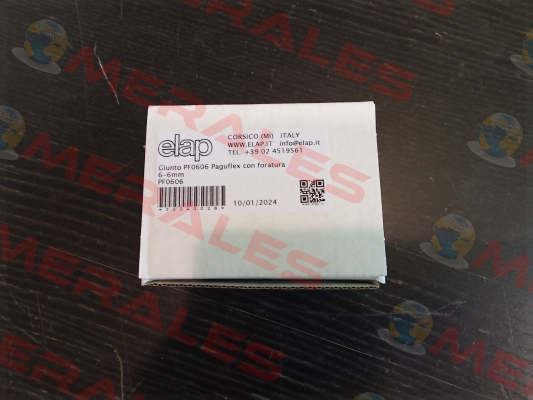 elap
CORSICO (MI) ITALY
WWW.ELAP.IT info@elap.it
TEL. +39 02 4519561
Giunto PF0606 Paguflex con foratura
6-6mm
PF0606
10/01/2024
MERALES
MERALES
MERALES
MERALES